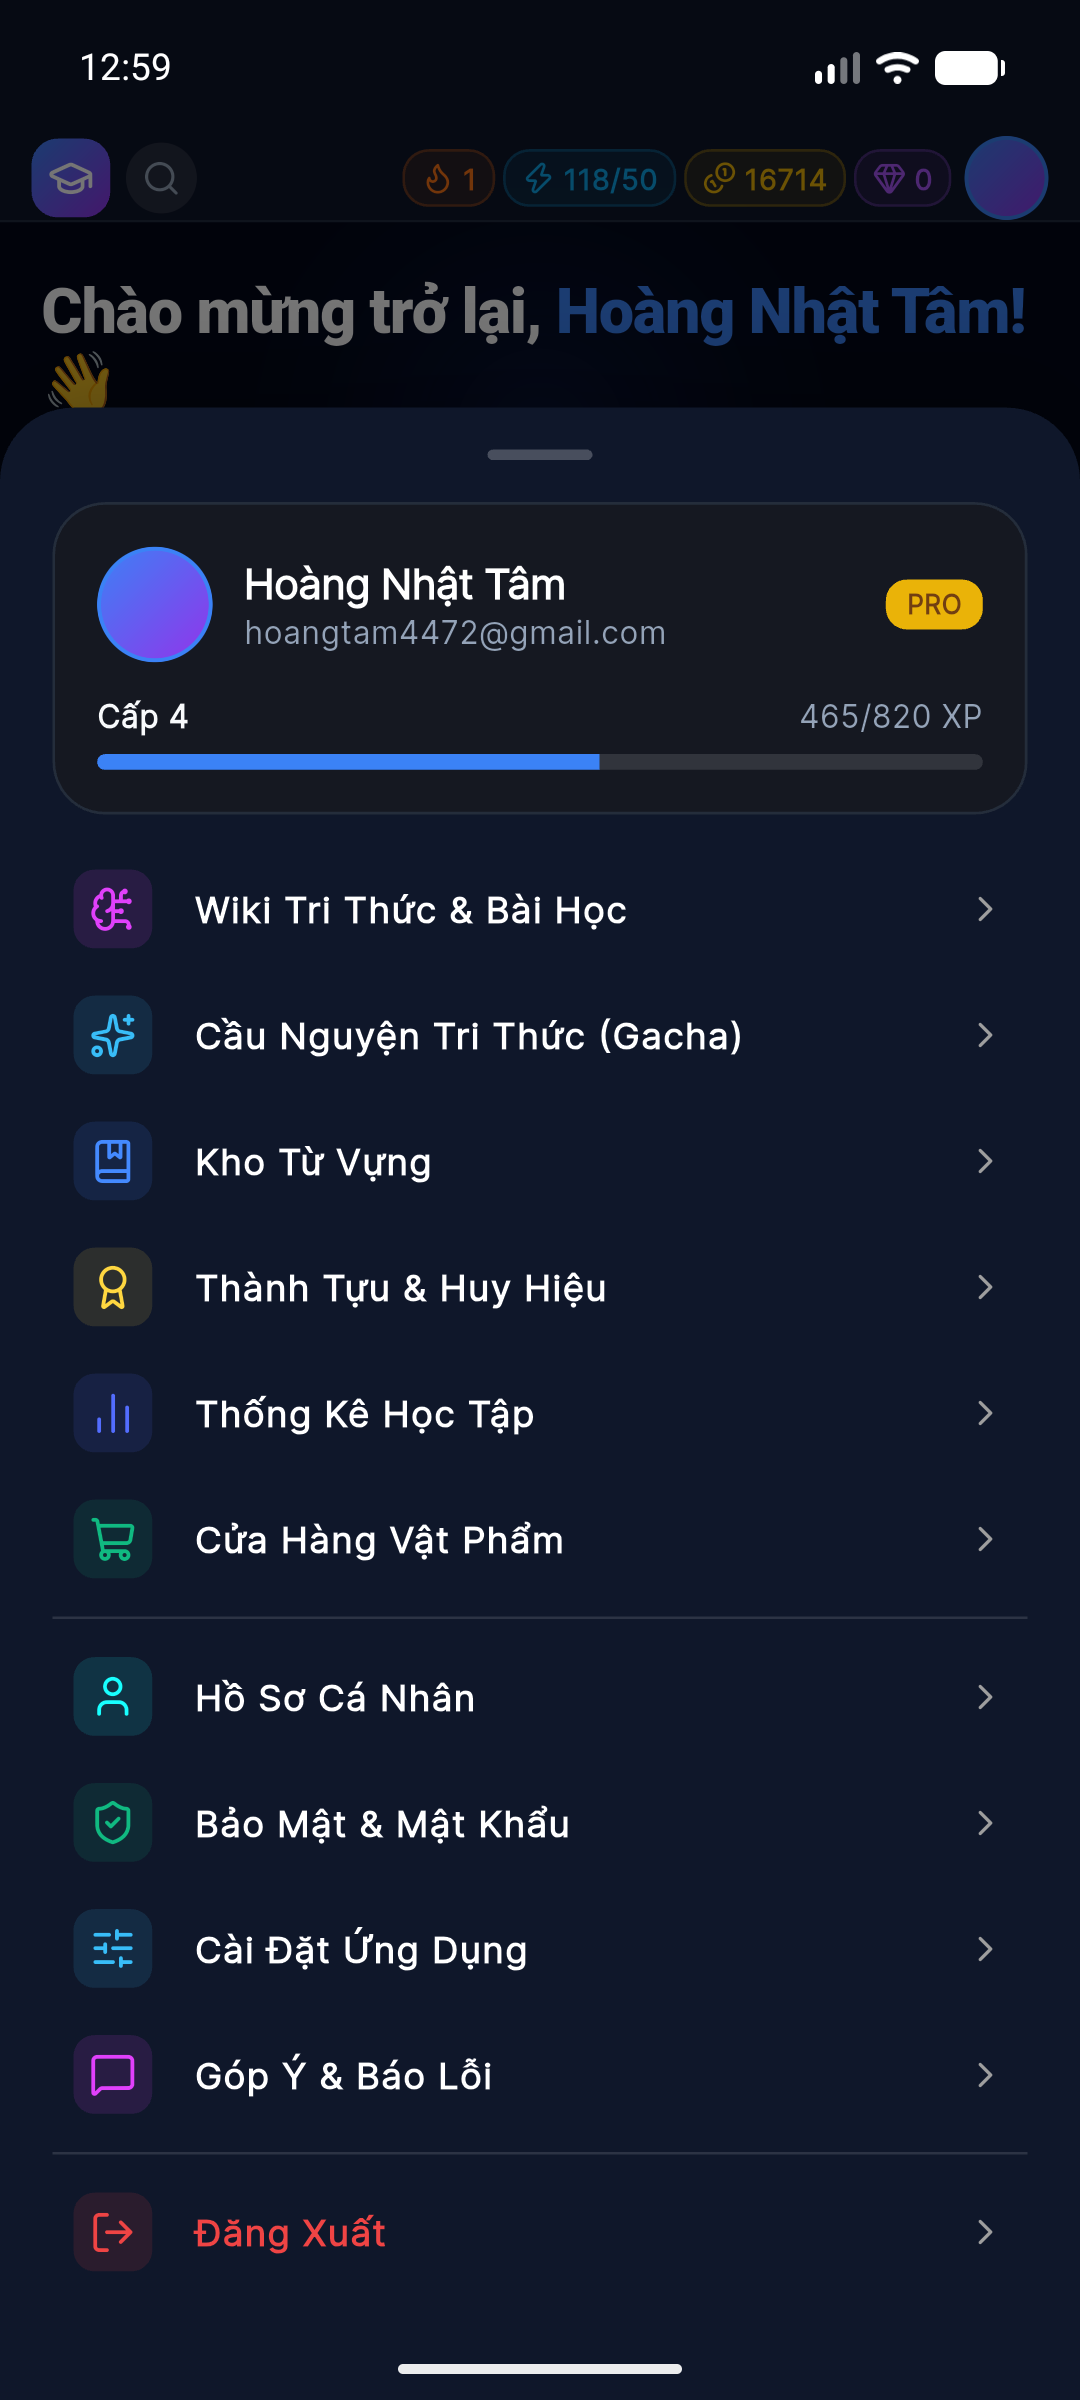 12:59
1
118/50
16714
0
Chào mừng trở lại, Hoàng Nhật Tâm!
👋
Hoàng Nhật Tâm
hoangtam4472@gmail.com
PRO
Cấp 4
465/820 XP
Wiki Tri Thức & Bài Học
Cầu Nguyện Tri Thức (Gacha)
Kho Từ Vựng
Thành Tựu & Huy Hiệu
Thống Kê Học Tập
Cửa Hàng Vật Phẩm
Hồ Sơ Cá Nhân
Bảo Mật & Mật Khẩu
Cài Đặt Ứng Dụng
Góp Ý & Báo Lỗi
Đăng Xuất